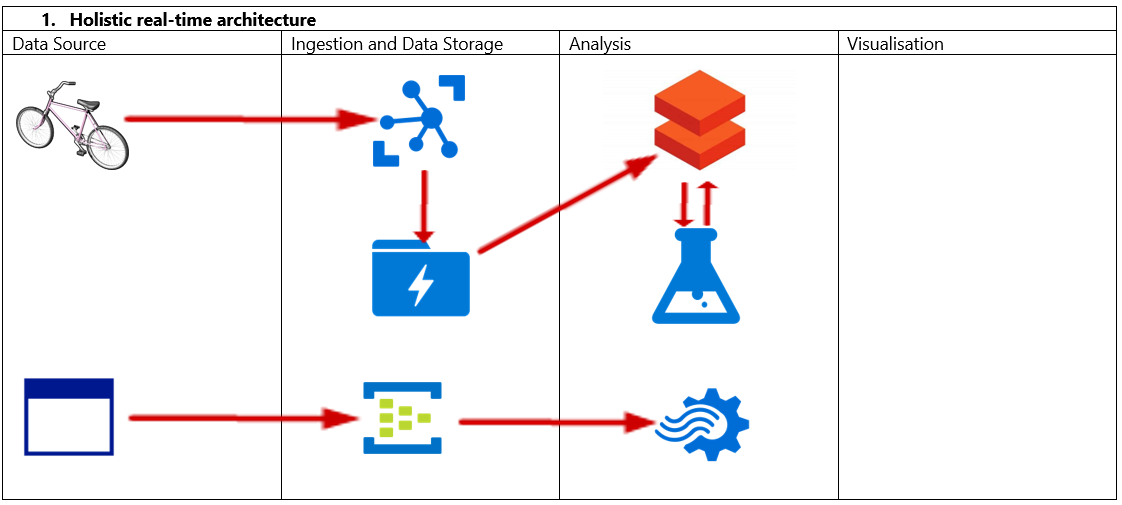 1. Holistic real-time architecture
Data Source
Ingestion and Data Storage
Analysis
Visualisation